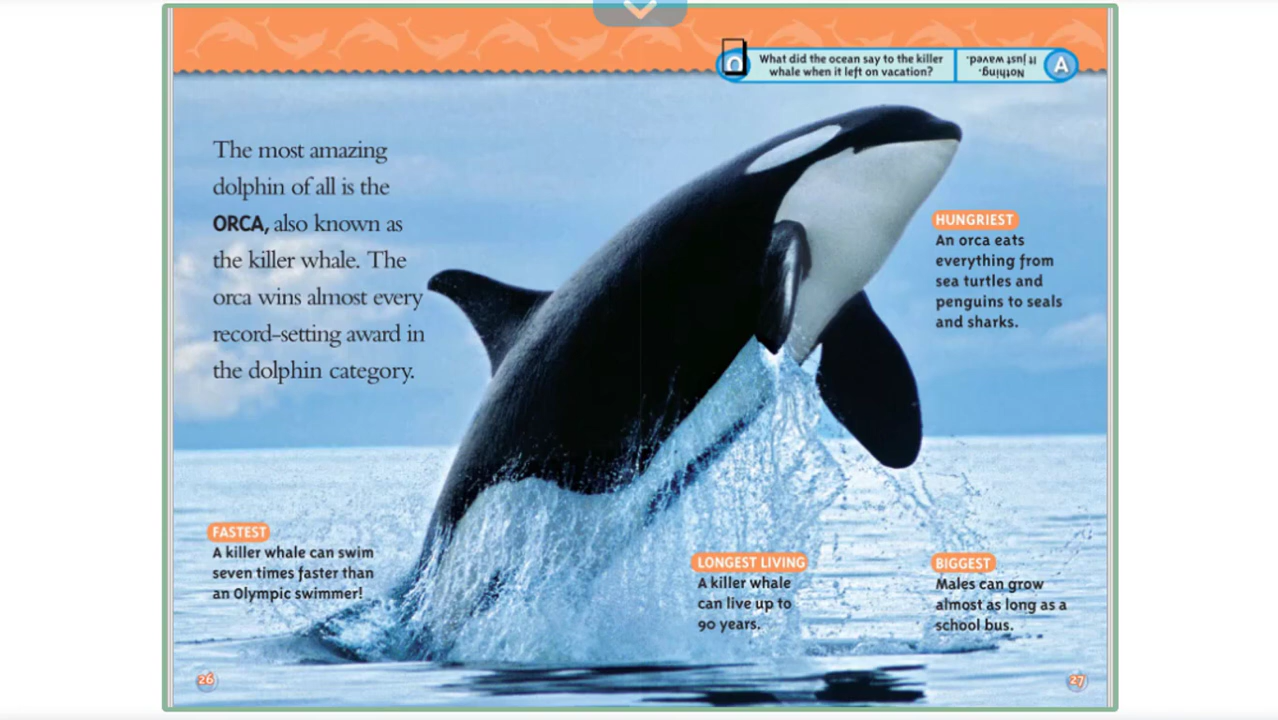 Q
What did the ocean say to the killer
whale when it left on vacation?
Nothing.
It just waved.
A
The most amazing
dolphin of all is the
ORCA, also known as
the killer whale. The
orca wins almost every
record-setting award in
the dolphin category.
HUNGRIEST
An orca eats
everything from
sea turtles and
penguins to seals
and sharks.
FASTEST
A killer whale can swim
seven times faster than
an Olympic swimmer!
LONGEST LIVING
A killer whale
can live up to
90 years.
BIGGEST
Males can grow
almost as long as a
school bus.
26
27